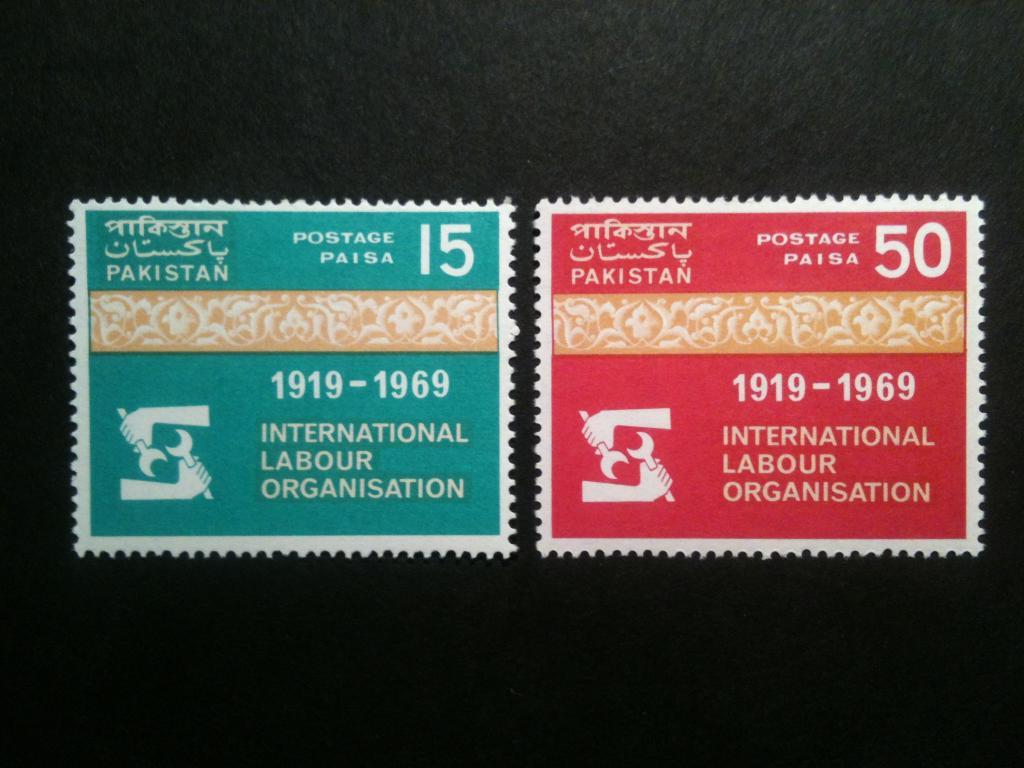 পাকিস্তান
پاکستان
PAKISTAN
POSTAGE
PAISA
15
1919-1969
INTERNATIONAL
LABOUR
ORGANISATION
পাকিস্তান
پاکستان
PAKISTAN
POSTAGE
PAISA
50
1919-1969
INTERNATIONAL
LABOUR
ORGANISATION